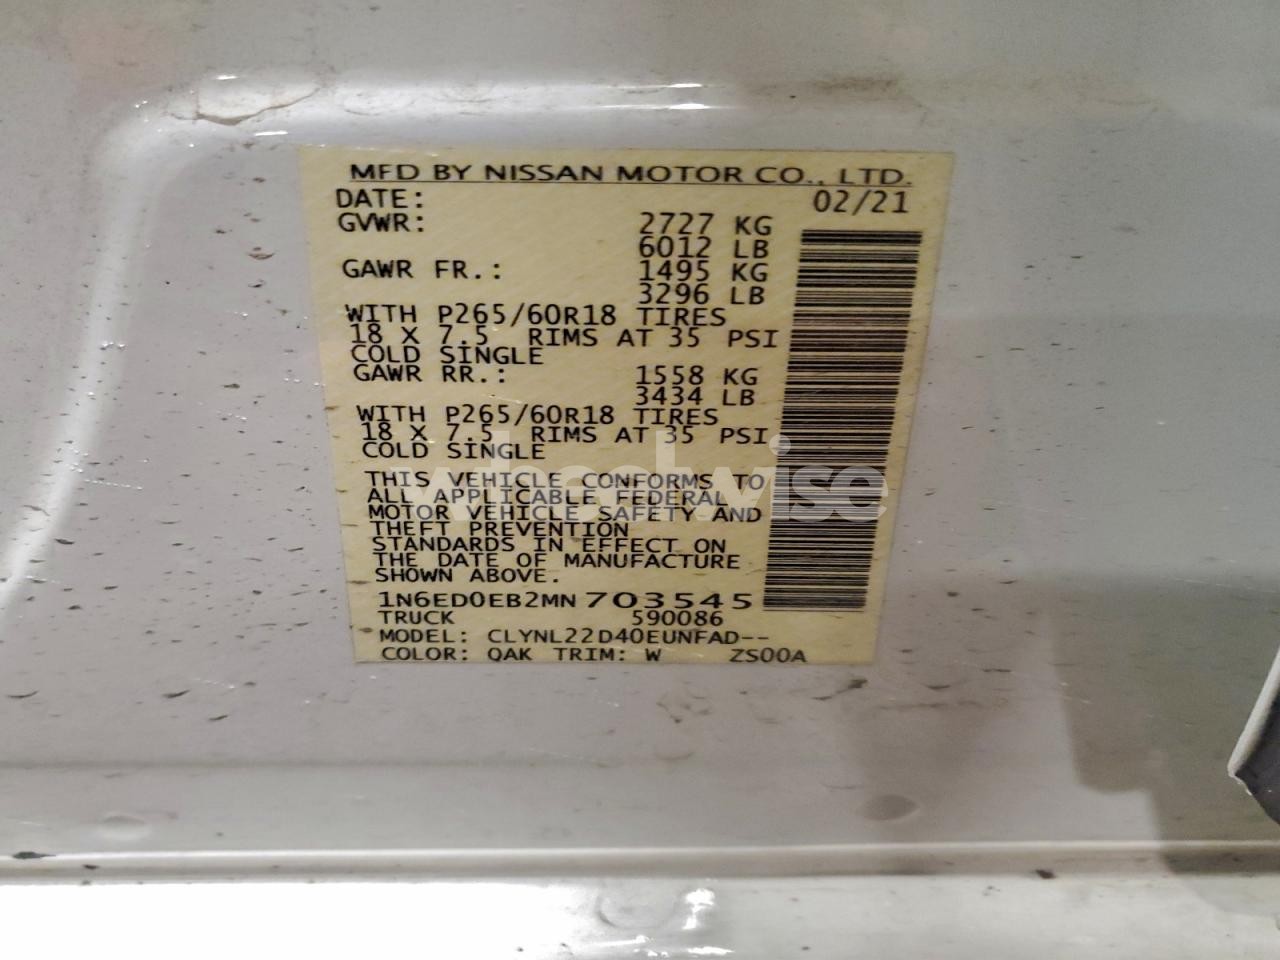 MFD BY NISSAN MOTOR CO., LTD.
DATE: 02/21
GVWR: 2727 KG
6012 LB
GAWR FR.: 1495 KG
3296 LB
WITH P265/60R18 TIRES
18 X 7.5 RIMS AT 35 PSI
COLD SINGLE
GAWR RR.: 1558 KG
3434 LB
WITH P265/60R18 TIRES
18 X 7.5 RIMS AT 35 PSI
COLD SINGLE
wheelwise
THIS VEHICLE CONFORMS TO
ALL APPLICABLE FEDERAL
MOTOR VEHICLE SAFETY AND
THEFT PREVENTION
STANDARDS IN EFFECT ON
THE DATE OF MANUFACTURE
SHOWN ABOVE.
1N6ED0EB2MN703545
TRUCK 590086
MODEL: CLYNL22D40EUNFAD--
COLOR: QAK TRIM: W ZS00A